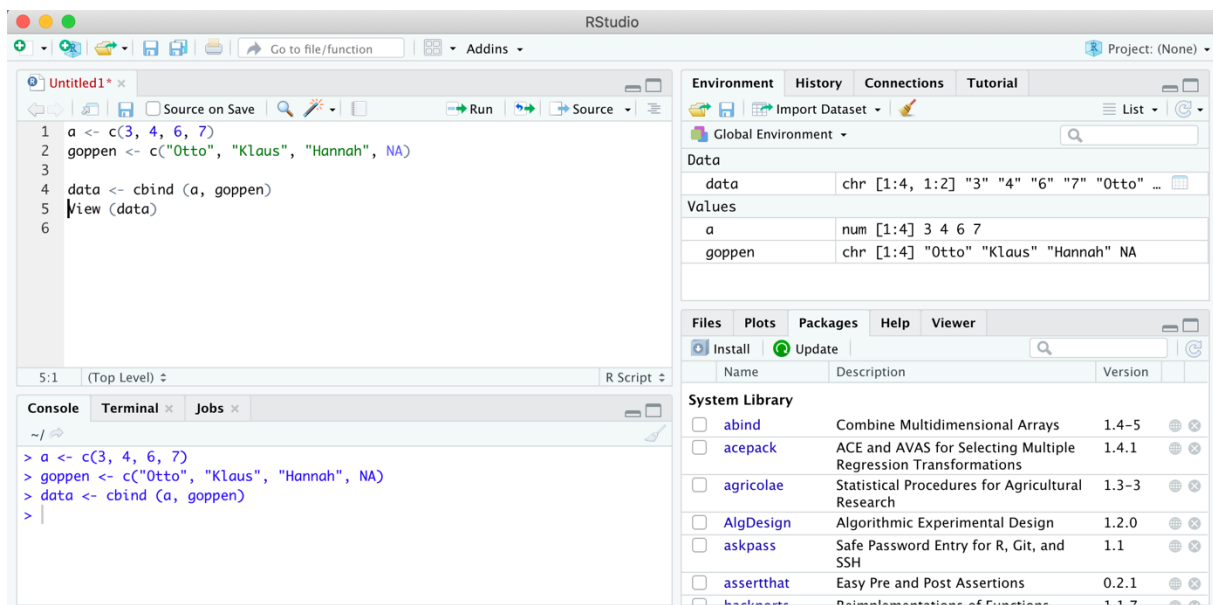 RStudio
Go to file/function
Addins
Project: (None)
Untitled1*
Source on Save
Run
Source
1 a <- c(3, 4, 6, 7)
2 goppen <- c("Otto", "Klaus", "Hannah", NA)
3
4 data <- cbind (a, goppen)
5 View (data)
6
5:1 (Top Level) R Script
Console Terminal Jobs
~/
> a <- c(3, 4, 6, 7)
> goppen <- c("Otto", "Klaus", "Hannah", NA)
> data <- cbind (a, goppen)
>
Environment History Connections Tutorial
Import Dataset List
Global Environment
Data
data chr [1:4, 1:2] "3" "4" "6" "7" "Otto" …
Values
a num [1:4] 3 4 6 7
goppen chr [1:4] "Otto" "Klaus" "Hannah" NA
Files Plots Packages Help Viewer
Install Update
Name Description Version
System Library
abind Combine Multidimensional Arrays 1.4-5
acepack ACE and AVAS for Selecting Multiple 1.4.1
Regression Transformations
agricolae Statistical Procedures for Agricultural 1.3-3
Research
AlgDesign Algorithmic Experimental Design 1.2.0
askpass Safe Password Entry for R, Git, and 1.1
SSH
assertthat Easy Pre and Post Assertions 0.2.1
backports Reimplementations of Functions 1.1.7